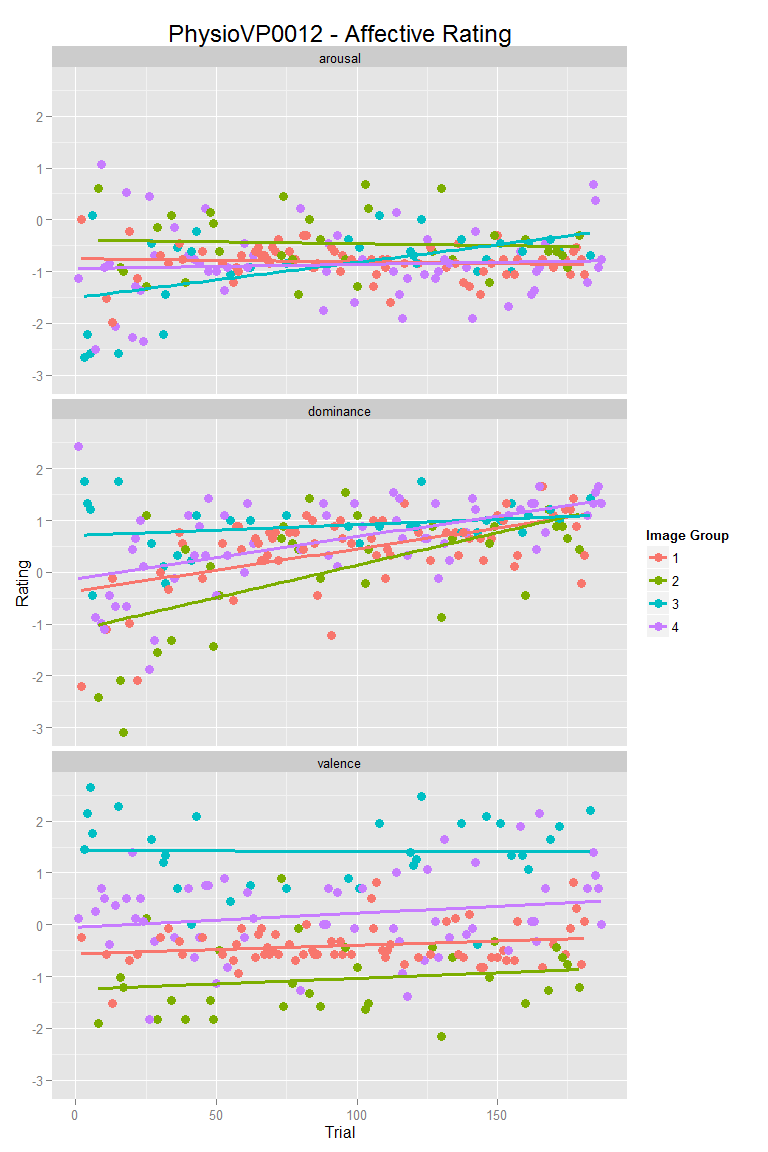 PhysioVP0012 - Affective Rating
arousal
2
1
0
-1
-2
-3
dominance
2
1
0
-1
-2
-3
valence
2
1
0
-1
-2
-3
0 50 100 150
Trial
Rating
Image Group
1
2
3
4